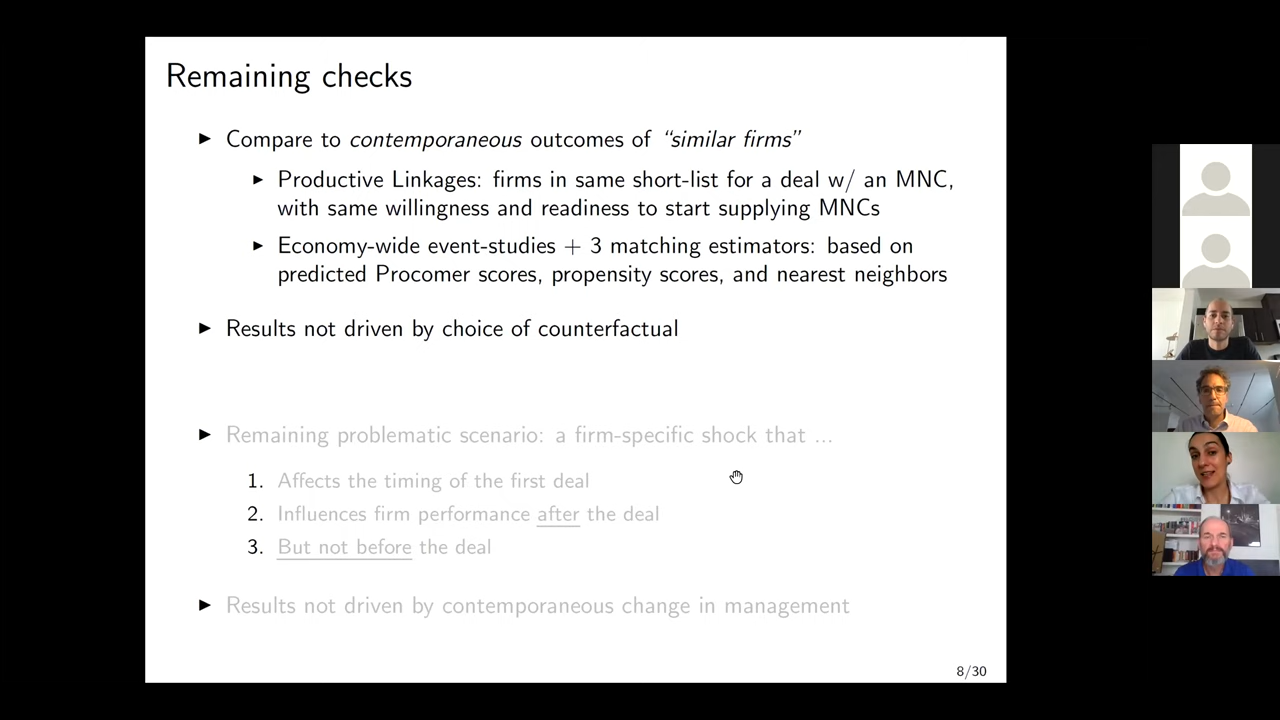 Remaining checks
▶ Compare to contemporaneous outcomes of “similar firms”
▶ Productive Linkages: firms in same short-list for a deal w/ an MNC,
with same willingness and readiness to start supplying MNCs
▶ Economy-wide event-studies + 3 matching estimators: based on
predicted Procomer scores, propensity scores, and nearest neighbors
▶ Results not driven by choice of counterfactual
▶ Remaining problematic scenario: a firm-specific shock that ...
1. Affects the timing of the first deal
2. Influences firm performance after the deal
3. But not before the deal
▶ Results not driven by contemporaneous change in management
8/30